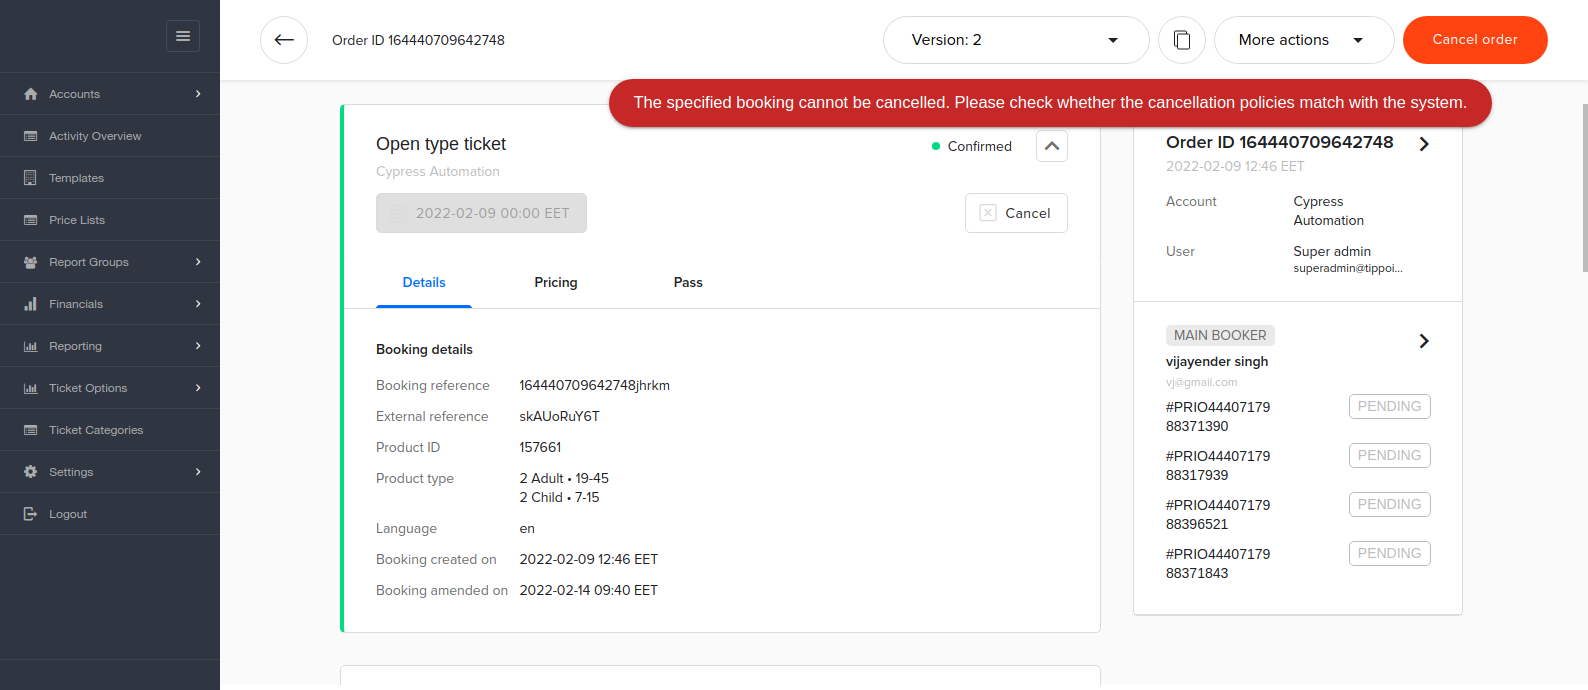 Order ID 164440709642748
Version: 2
More actions
Cancel order
The specified booking cannot be cancelled. Please check whether the cancellation policies match with the system.
Accounts
Activity Overview
Templates
Price Lists
Report Groups
Financials
Reporting
Ticket Options
Ticket Categories
Settings
Logout
Open type ticket
Confirmed
Cypress Automation
2022-02-09 00:00 EET
Cancel
Details Pricing Pass
Booking details
Booking reference 164440709642748jhrkm
External reference skAUoRuY6T
Product ID 157661
Product type 2 Adult • 19-45
2 Child • 7-15
Language en
Booking created on 2022-02-09 12:46 EET
Booking amended on 2022-02-14 09:40 EET
Order ID 164440709642748
2022-02-09 12:46 EET
Account Cypress
Automation
User Super admin
superadmin@tippoi...
MAIN BOOKER
vijayender singh
vj@gmail.com
#PRIO44407179 PENDING
88371390
#PRIO44407179 PENDING
88317939
#PRIO44407179 PENDING
88396521
#PRIO44407179 PENDING
88371843